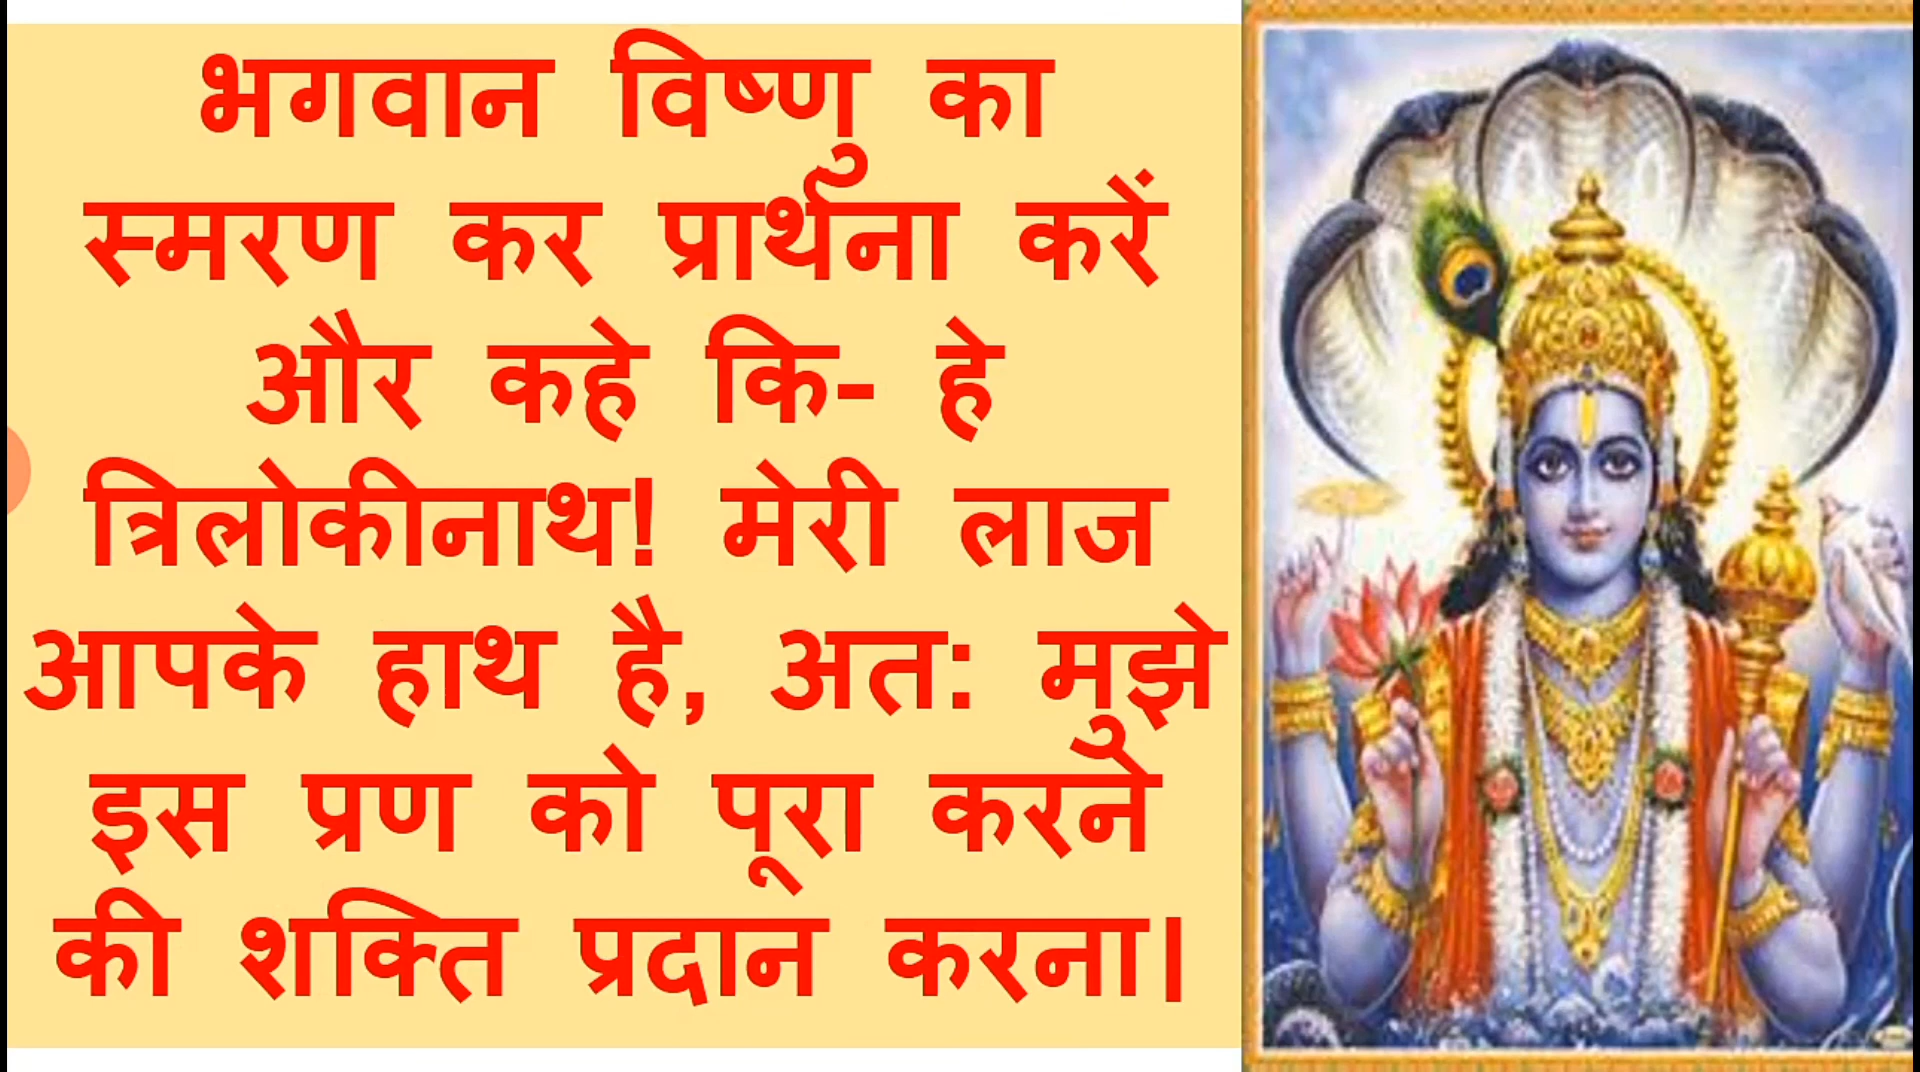 भगवान विष्णु का
स्मरण कर प्रार्थना करें
और कहे कि- हे
त्रिलोकीनाथ! मेरी लाज
आपके हाथ है, अत: मुझे
इस प्रण को पूरा करने
की शक्ति प्रदान करना।